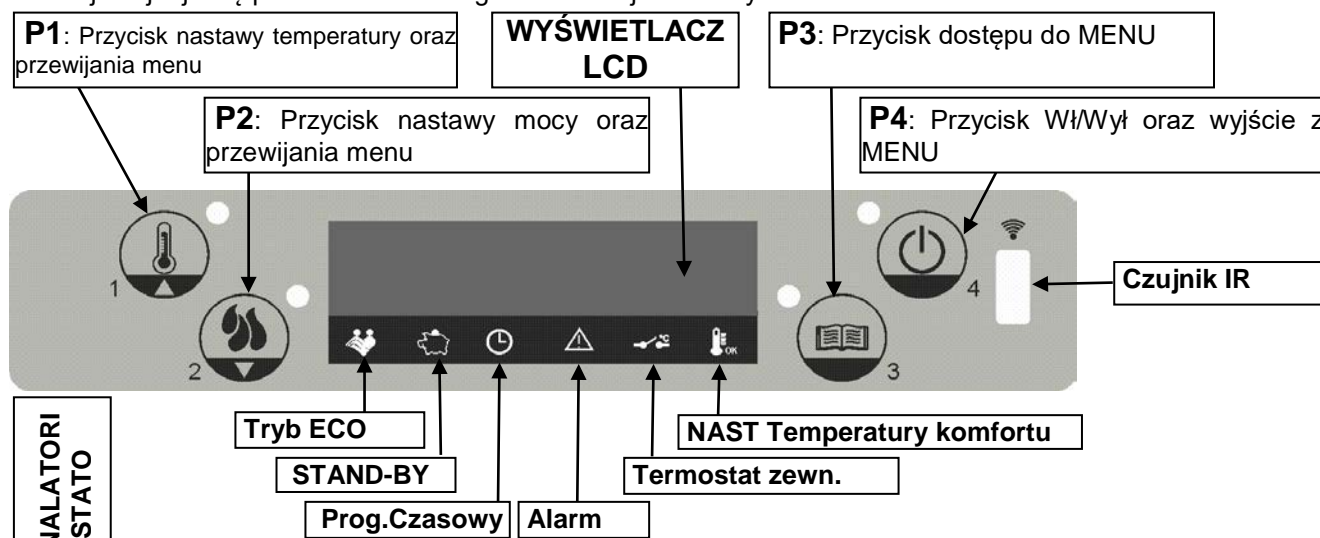 P1: Przycisk nastawy temperatury oraz
przewijania menu
WYŚWIETLACZ
LCD
P3: Przycisk dostępu do MENU
P2: Przycisk nastawy mocy oraz
przewijania menu
P4: Przycisk Wł/Wył oraz wyjście z
MENU
1
4
Czujnik IR
°C
OK
2
3
Tryb ECO
NAST Temperatury komfortu
STAND-BY
Termostat zewn.
Prog.Czasowy
Alarm
STATO